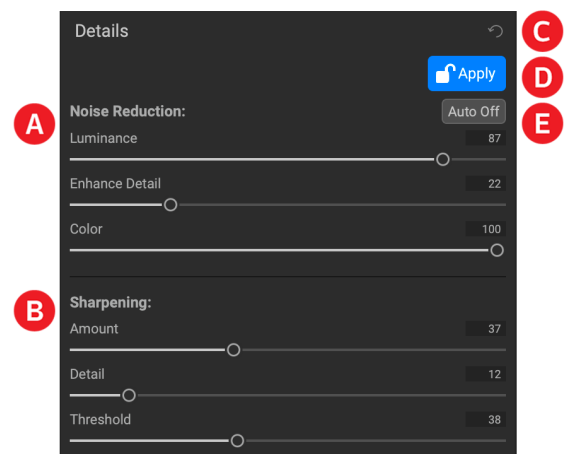 Details
C
Apply
D
A
Noise Reduction:
Auto Off
E
Luminance
87
Enhance Detail
22
Color
100
B
Sharpening:
Amount
37
Detail
12
Threshold
38